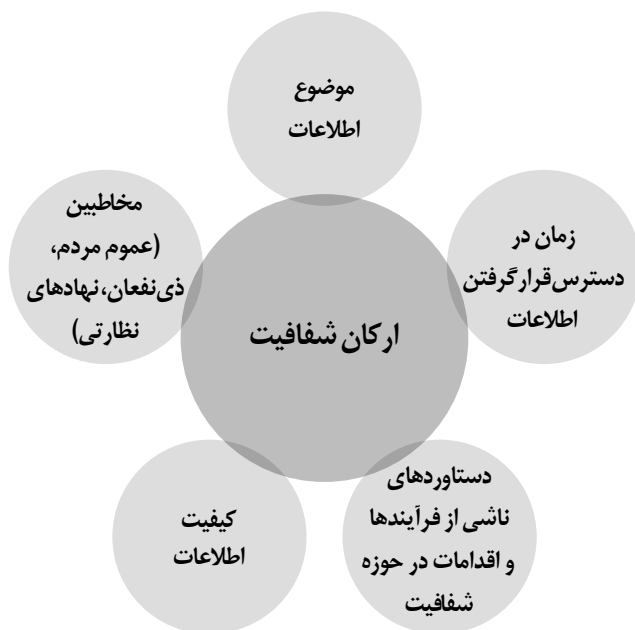 موضوع
اطلاعات
زمان در
دسترس‌قرارگرفتن
اطلاعات
مخاطبین
(عموم مردم،
ذی‌نفعان، نهادهای
نظارتی)
ارکان شفافیت
دستاوردهای
ناشی از فرآیندها
و اقدامات در حوزه
شفافیت
کیفیت
اطلاعات